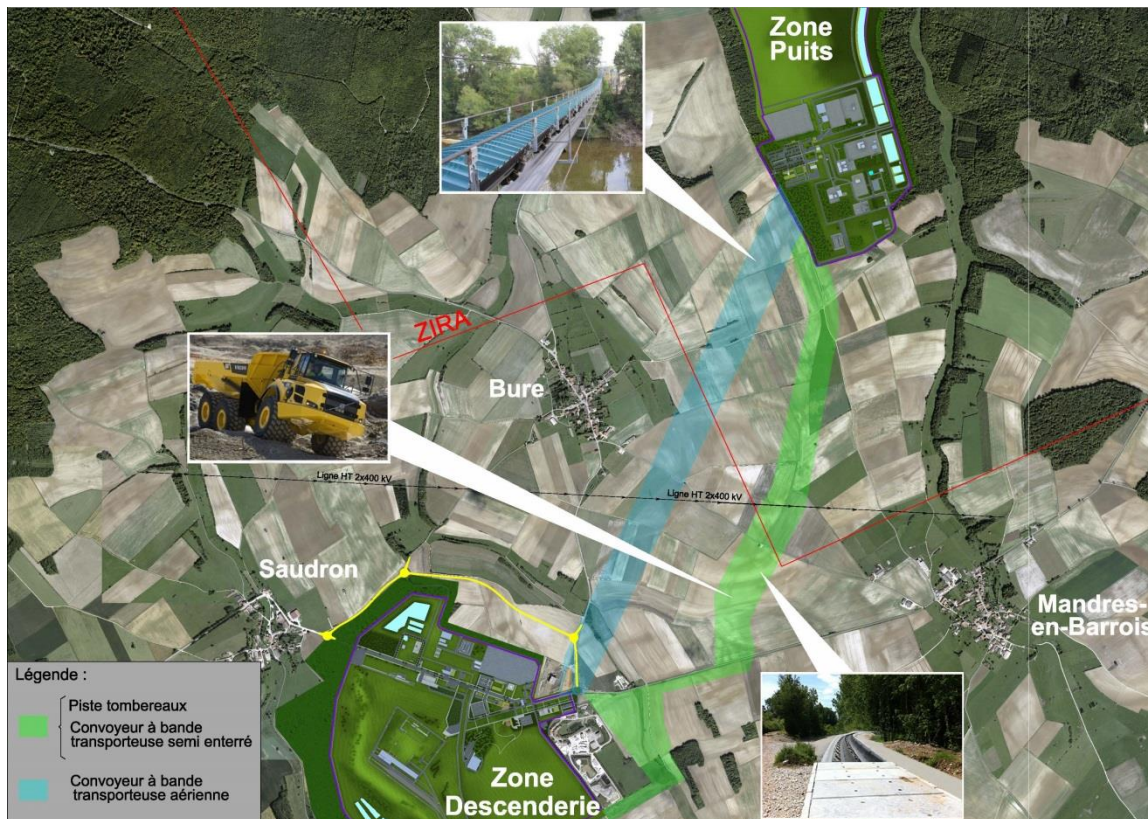 Zone
Puits
ZIRA
Bure
Ligne HT 2x400 kV
Ligne HT 2x400 kV
Saudron
Mandres-
en-Barrois
Légende :
Piste tombereaux
Convoyeur à bande
transporteuse semi enterré
Convoyeur à bande
transporteuse aérienne
Zone
Descenderie